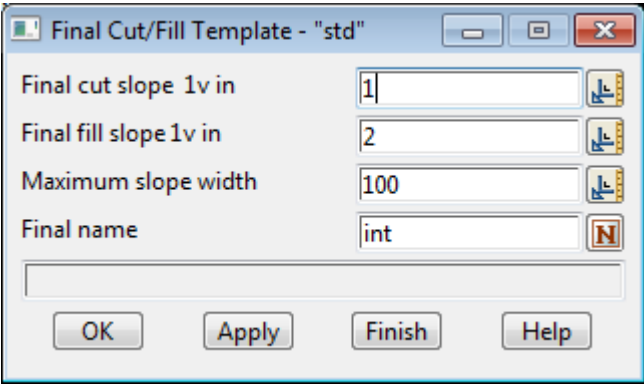 Final Cut/Fill Template - "std"
Final cut slope 1v in 1
Final fill slope 1v in 2
Maximum slope width 100
Final name int N
OK Apply Finish Help